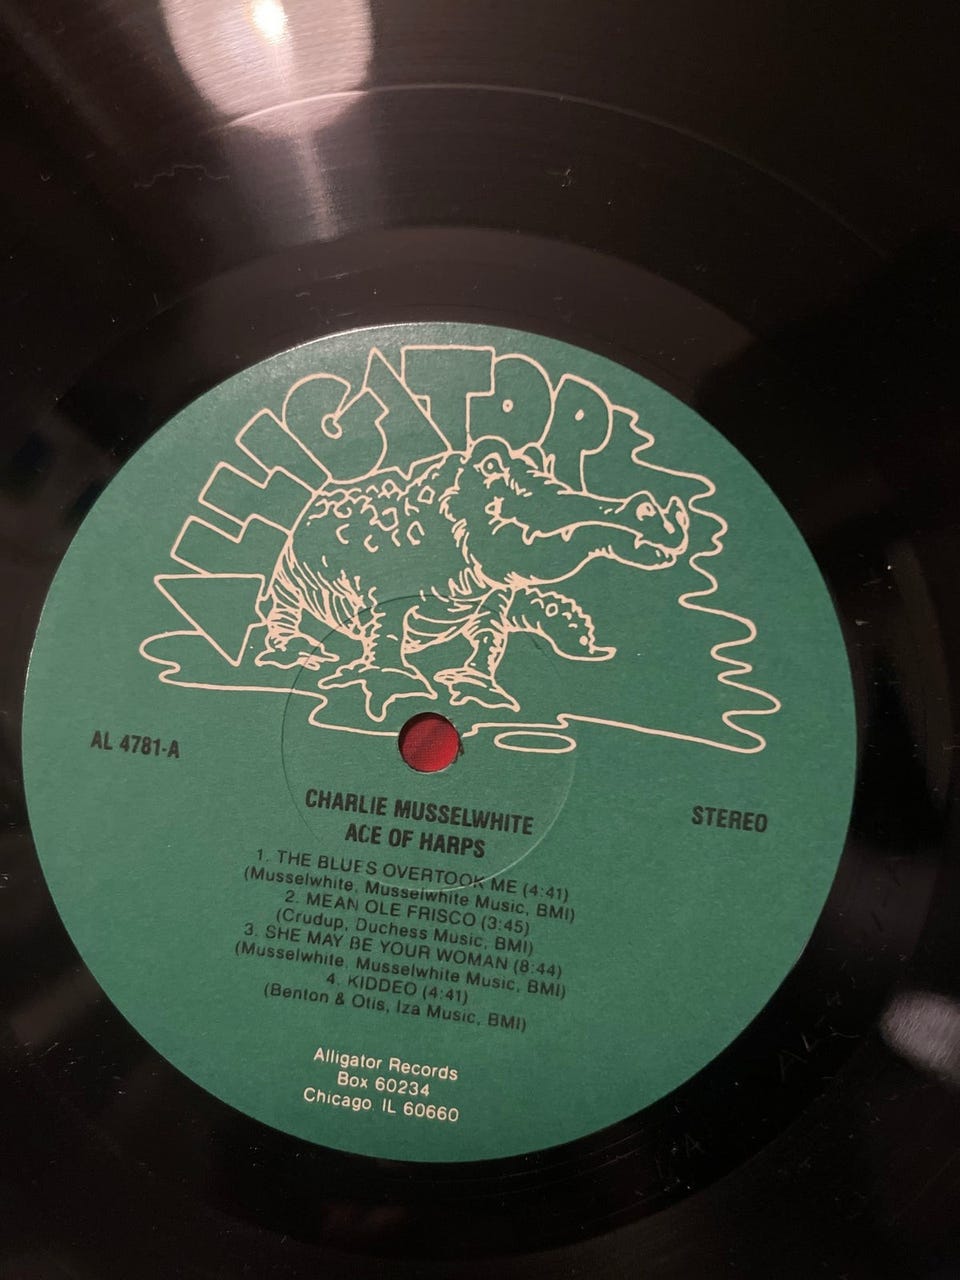 ALLIGATOR
AL 4781-A
STEREO
CHARLIE MUSSELWHITE
ACE OF HARPS
1. THE BLUES OVERTOOK ME (4:41)
(Musselwhite, Musselwhite Music, BMI)
2. MEAN OLE FRISCO (3:45)
(Crudup, Duchess Music, BMI)
3. SHE MAY BE YOUR WOMAN (8:44)
(Musselwhite, Musselwhite Music, BMI)
4. KIDDEO (4:41)
(Benton & Otis, Iza Music, BMI)
Alligator Records
Box 60234
Chicago IL 60660